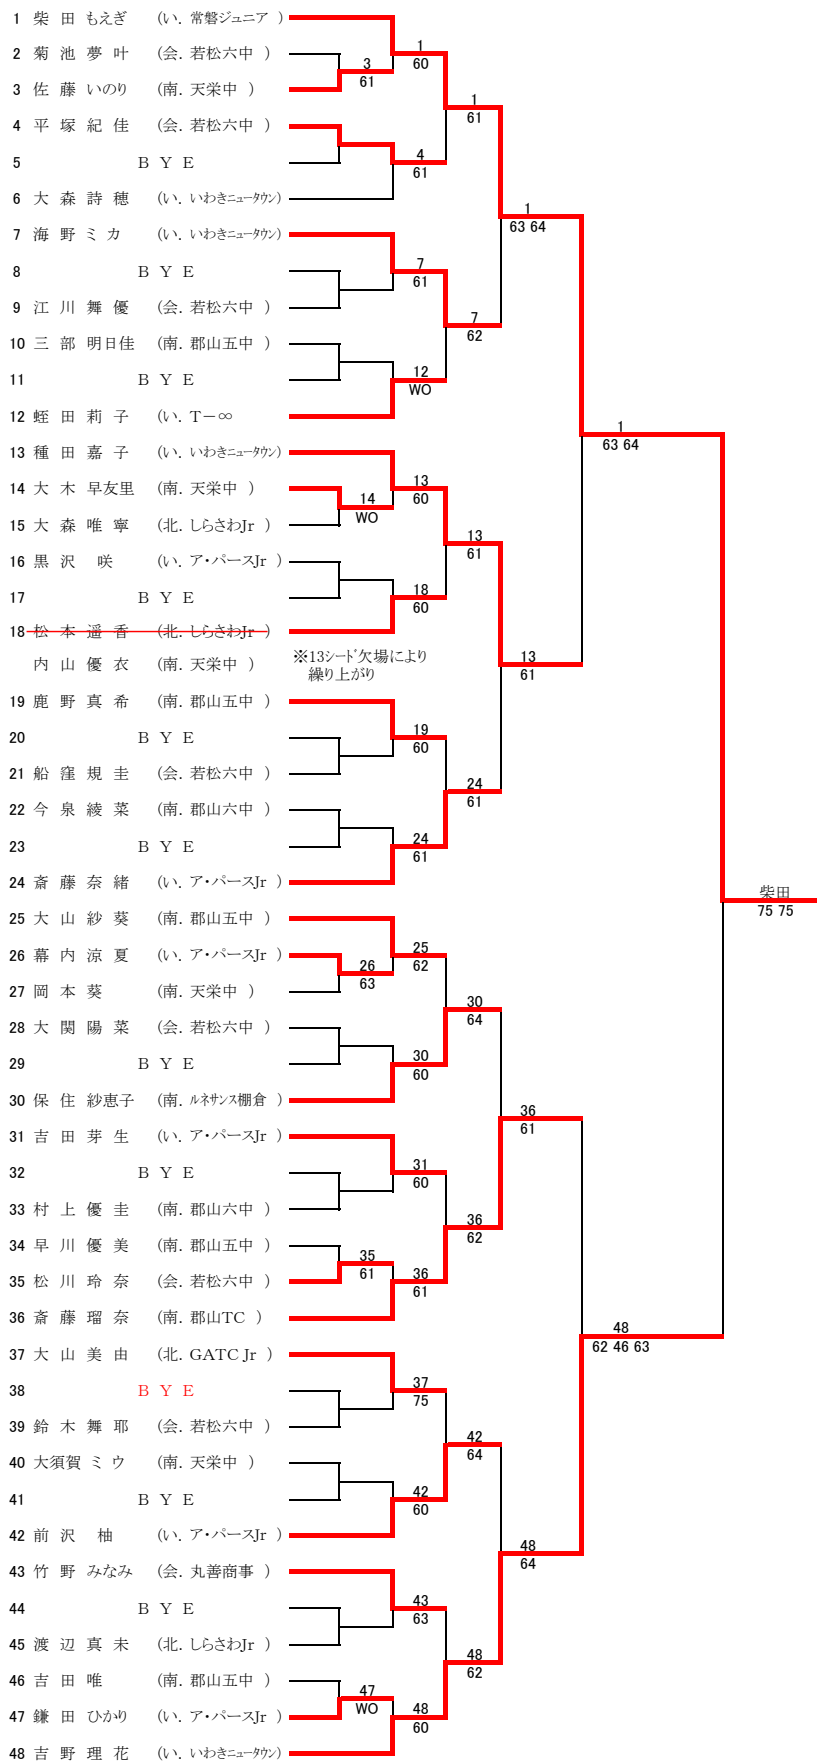 1 柴 田 もえぎ (い. 常磐ジュニア )
2 菊 池 夢 叶 (会. 若松六中 )
3 佐 藤 いのり (南. 天栄中 )
4 平 塚 紀 佳 (会. 若松六中 )
5 B Y E
6 大 森 詩 穂 (い. いわきニュータウン)
7 海 野 ミ カ (い. いわきニュータウン)
8 B Y E
9 江 川 舞 優 (会. 若松六中 )
10 三 部 明日佳 (南. 郡山五中 )
11 B Y E
12 蛭 田 莉 子 (い. T－∞
13 種 田 嘉 子 (い. いわきニュータウン)
14 大 木 早友里 (南. 天栄中 )
15 大 森 唯 寧 (北. しらさわJr )
16 黒 沢 咲 (い. ア・パースJr )
17 B Y E
18 松 本 遥 香 (北. しらさわJr )
内 山 優 衣 (南. 天栄中 )
※13シード欠場により
繰り上がり
19 鹿 野 真 希 (南. 郡山五中 )
20 B Y E
21 船 窪 規 圭 (会. 若松六中 )
22 今 泉 綾 菜 (南. 郡山六中 )
23 B Y E
24 斎 藤 奈 緒 (い. ア・パースJr )
25 大 山 紗 葵 (南. 郡山五中 )
26 幕 内 涼 夏 (い. ア・パースJr )
27 岡 本 葵 (南. 天栄中 )
28 大 関 陽 菜 (会. 若松六中 )
29 B Y E
30 保 住 紗恵子 (南. ルネサンス棚倉 )
31 吉 田 芽 生 (い. ア・パースJr )
32 B Y E
33 村 上 優 圭 (南. 郡山六中 )
34 早 川 優 美 (南. 郡山五中 )
35 松 川 玲 奈 (会. 若松六中 )
36 斎 藤 瑠 奈 (南. 郡山TC )
37 大 山 美 由 (北. GATC Jr )
38 B Y E
39 鈴 木 舞 耶 (会. 若松六中 )
40 大須賀 ミ ウ (南. 天栄中 )
41 B Y E
42 前 沢 柚 (い. ア・パースJr )
43 竹 野 みなみ (会. 丸善商事 )
44 B Y E
45 渡 辺 真 未 (北. しらさわJr )
46 吉 田 唯 (南. 郡山五中 )
47 鎌 田 ひかり (い. ア・パースJr )
48 吉 野 理 花 (い. いわきニュータウン)
3
61
14
WO
26
63
35
61
47
WO
1
60
4
61
7
61
12
WO
13
60
18
60
19
60
24
61
25
62
30
60
31
60
36
61
37
75
42
60
43
63
48
60
1
61
7
62
13
61
24
61
30
64
36
62
42
64
48
62
1
63 64
13
61
36
61
48
64
1
63 64
48
62 46 63
柴田
75 75